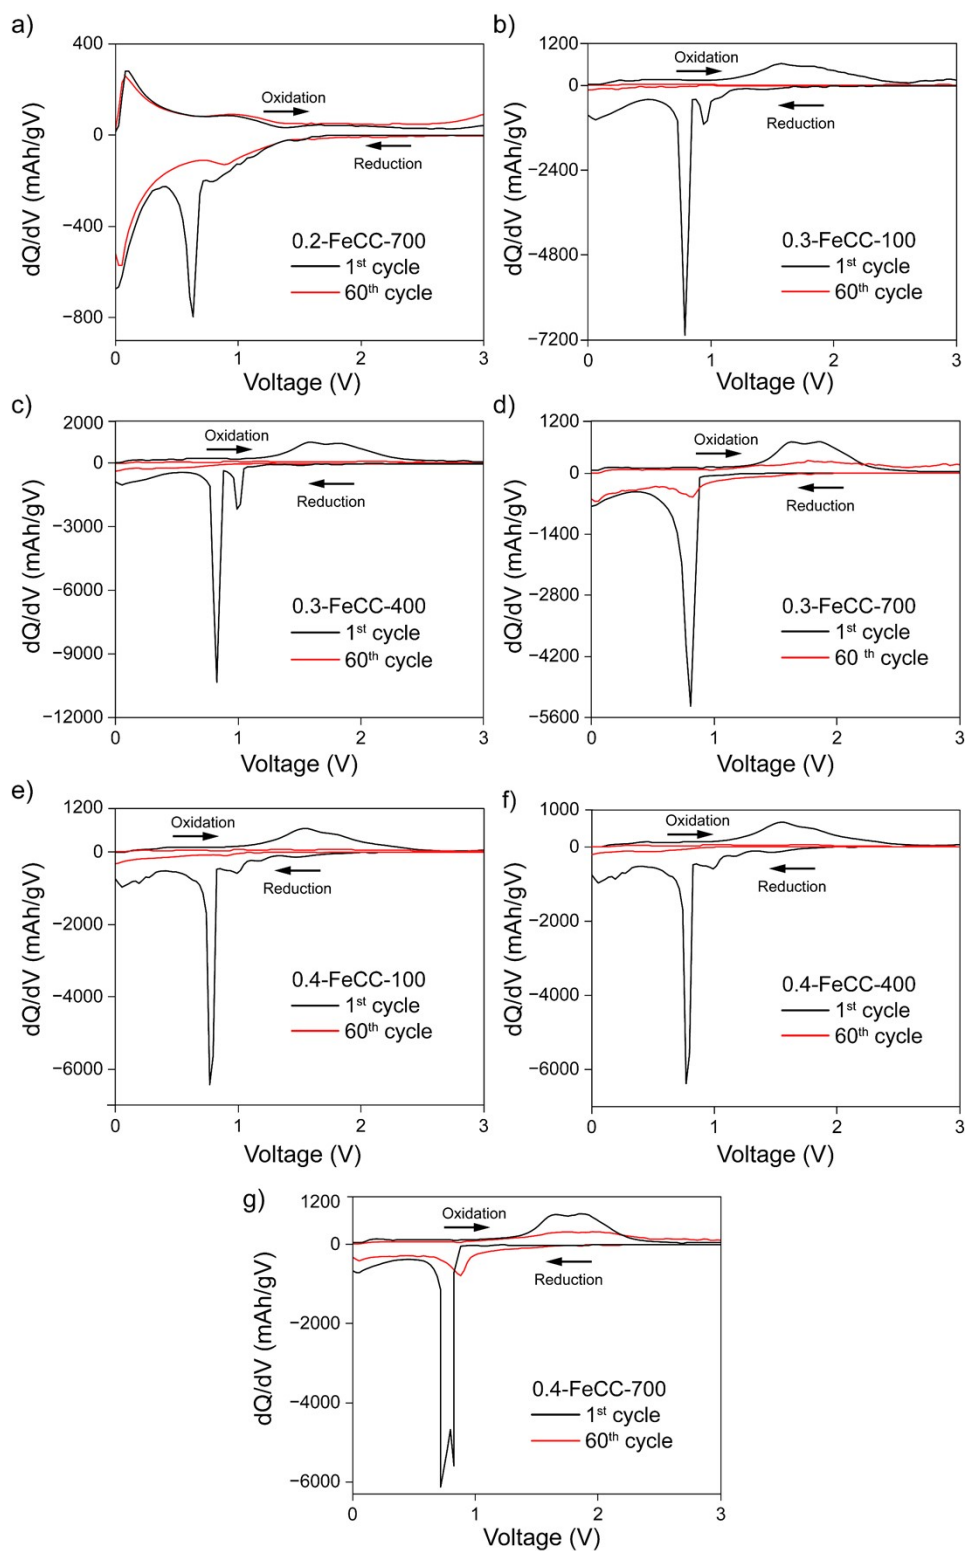 a)
400
0
−400
−800
dQ/dV (mAh/gV)
Oxidation
Reduction
0.2-FeCC-700
1st cycle
60th cycle
0 1 2 3
Voltage (V)
b)
1200
0
−2400
−4800
−7200
dQ/dV (mAh/gV)
Oxidation
Reduction
0.3-FeCC-100
1st cycle
60th cycle
0 1 2 3
Voltage (V)
c)
2000
0
−3000
−6000
−9000
−12000
dQ/dV (mAh/gV)
Oxidation
Reduction
0.3-FeCC-400
1st cycle
60th cycle
0 1 2 3
Voltage (V)
d)
1200
0
−1400
−2800
−4200
−5600
dQ/dV (mAh/gV)
Oxidation
Reduction
0.3-FeCC-700
1st cycle
60 th cycle
0 1 2 3
Voltage (V)
e)
1200
0
−2000
−4000
−6000
dQ/dV (mAh/gV)
Oxidation
Reduction
0.4-FeCC-100
1st cycle
60th cycle
0 1 2 3
Voltage (V)
f)
1200
0
−2000
−4000
−6000
dQ/dV (mAh/gV)
Oxidation
Reduction
0.4-FeCC-400
1st cycle
60th cycle
0 1 2 3
Voltage (V)
g)
1200
0
−2000
−4000
−6000
dQ/dV (mAh/gV)
Oxidation
Reduction
0.4-FeCC-700
1st cycle
60th cycle
0 1 2 3
Voltage (V)